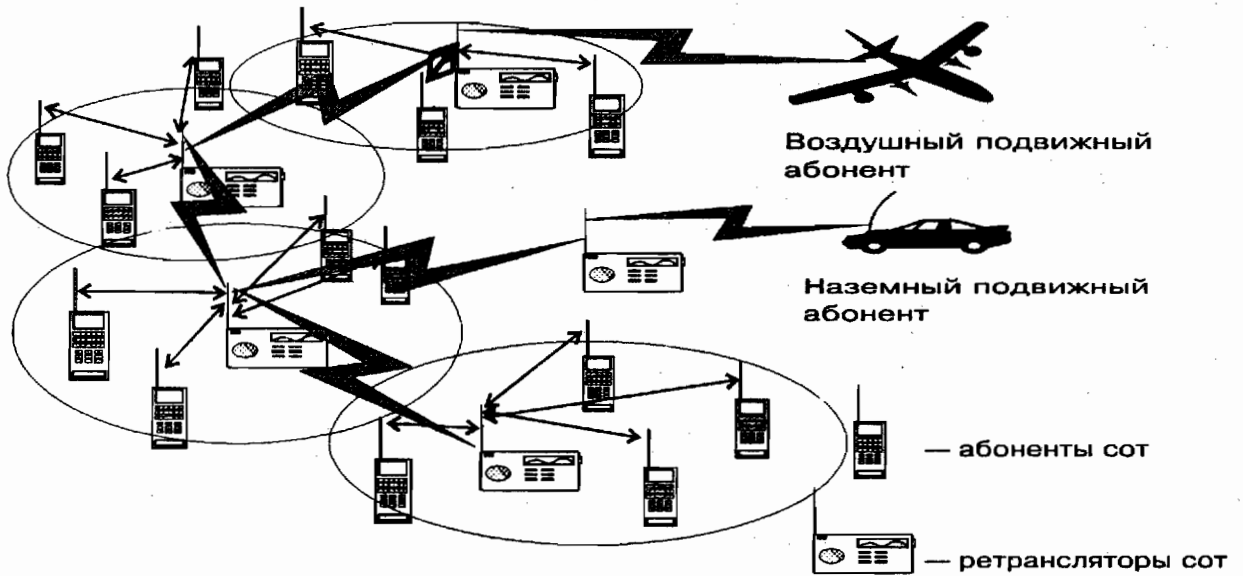 Воздушный подвижный
абонент
Наземный подвижный
абонент
— абоненты сот
— ретрансляторы сот